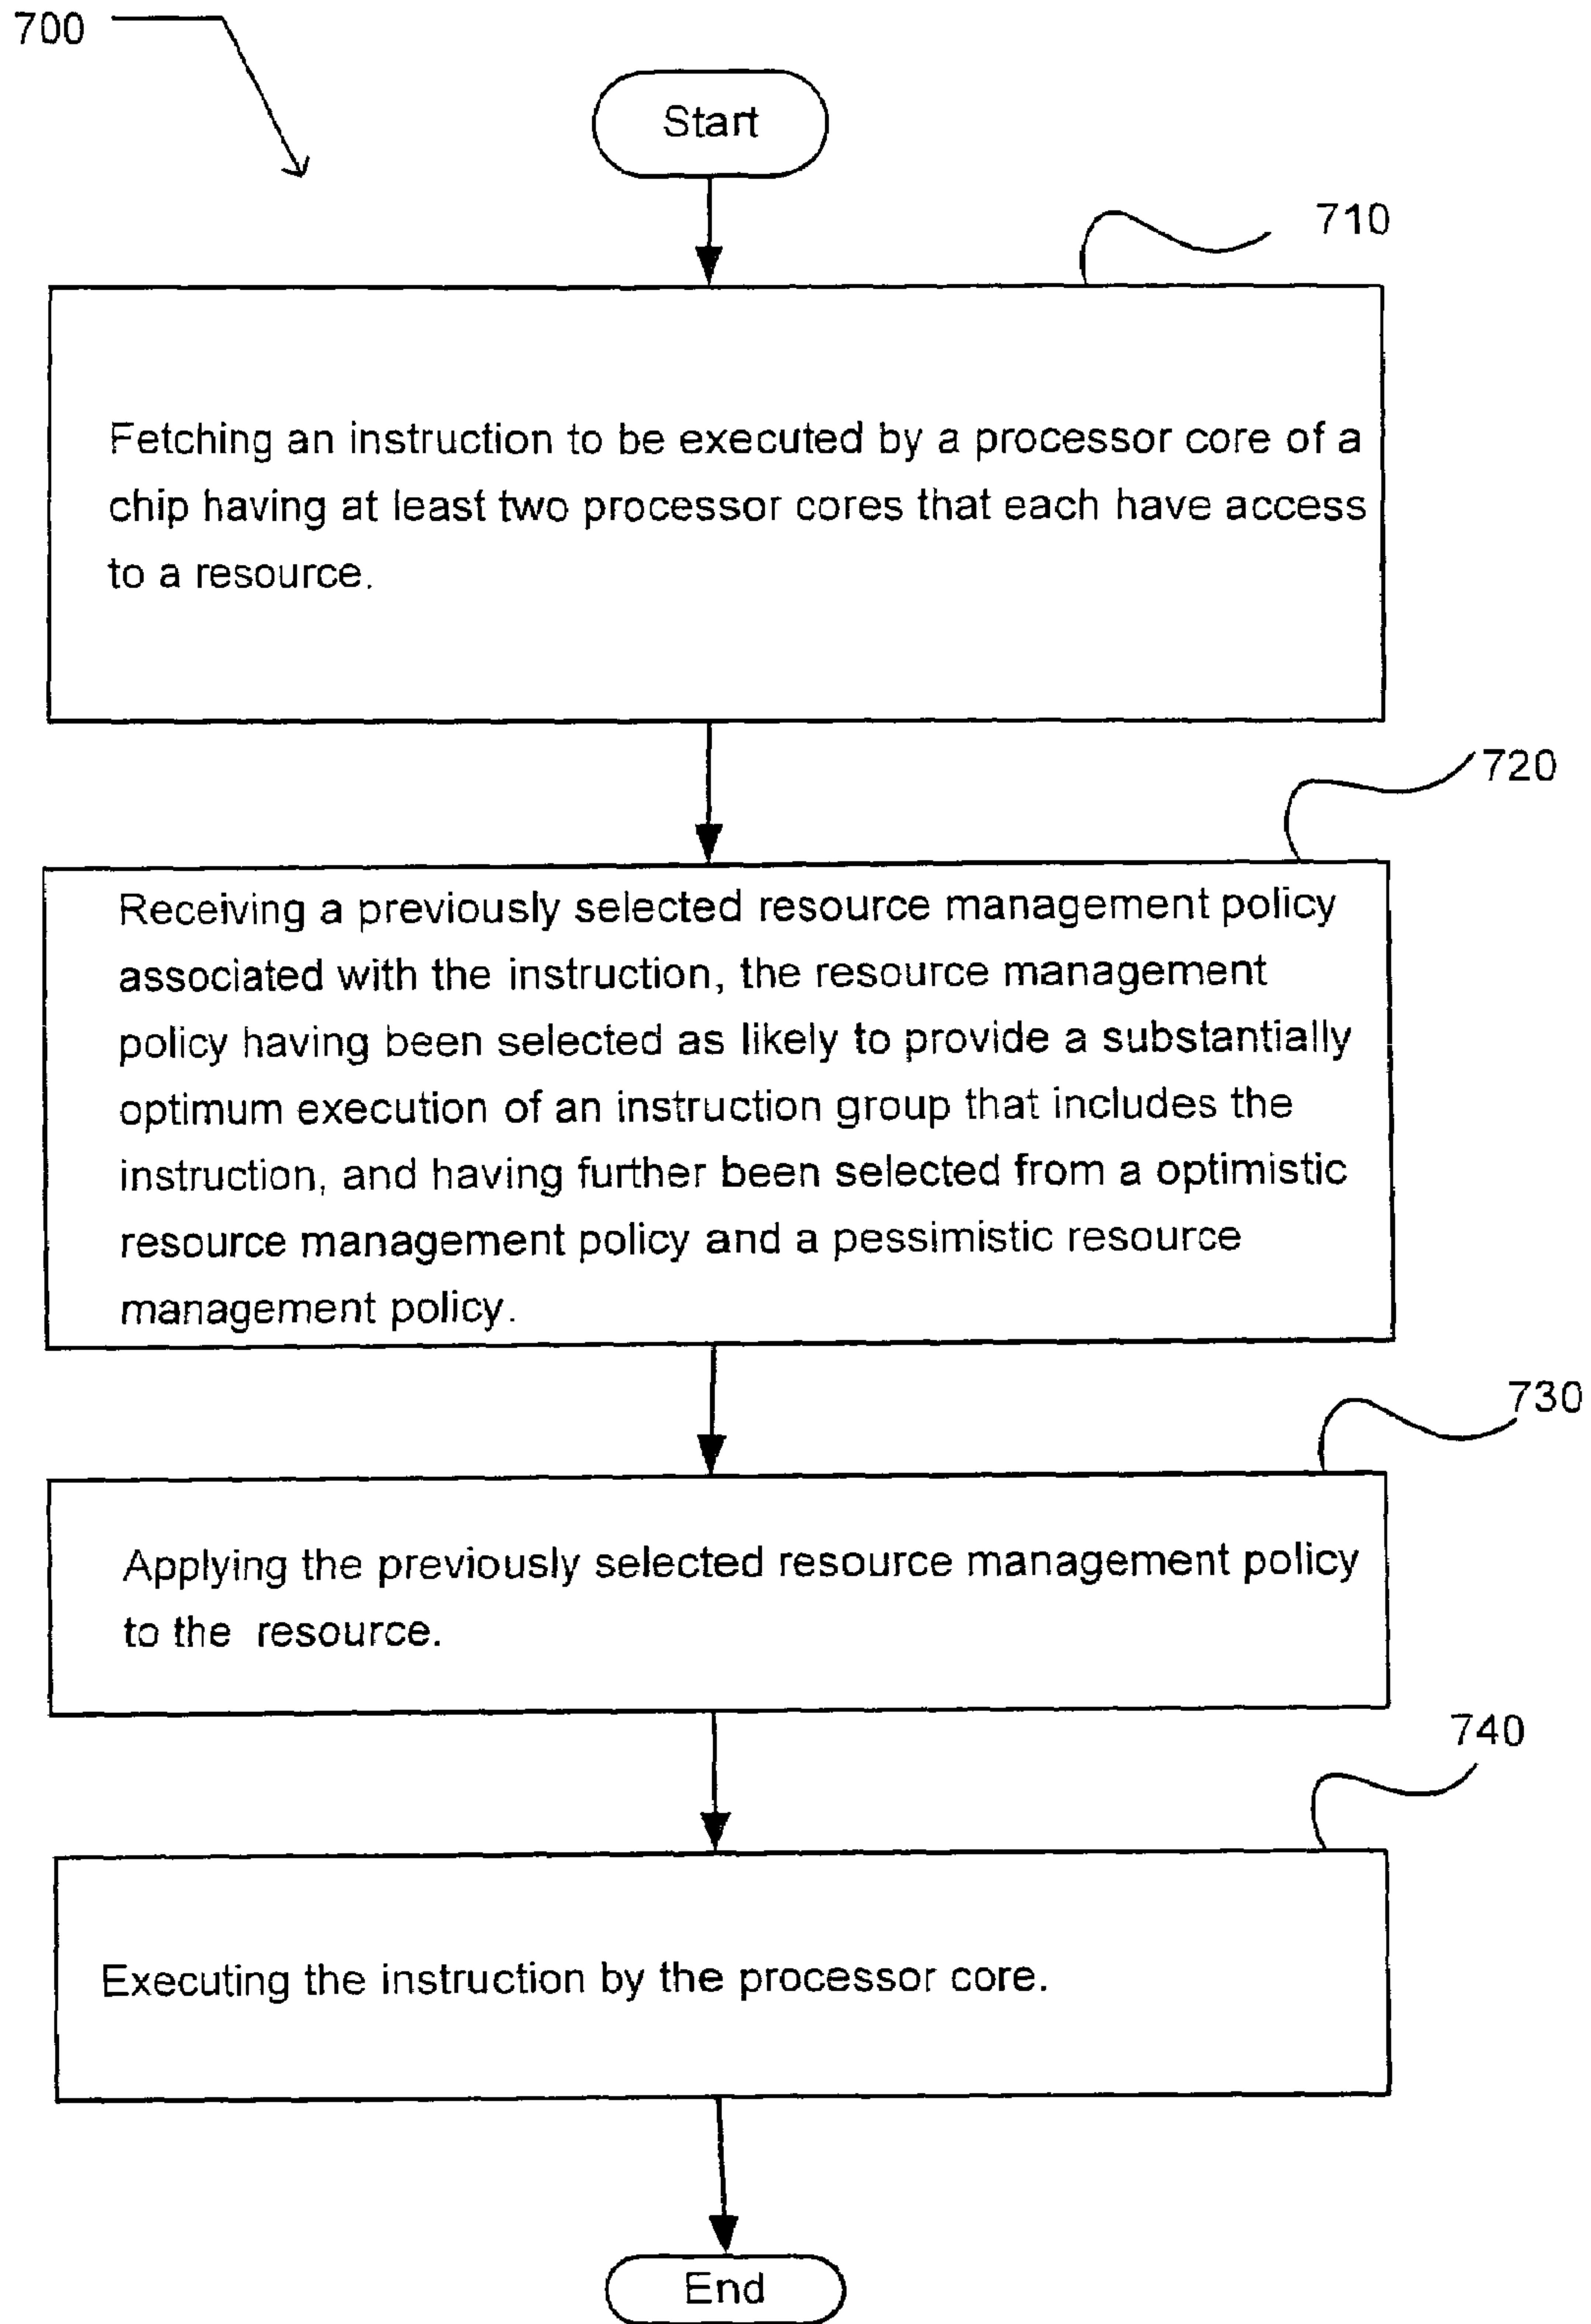 700
Start
710
Fetching an instruction to be executed by a processor core of a
chip having at least two processor cores that each have access
to a resource.
720
Receiving a previously selected resource management policy
associated with the instruction, the resource management
policy having been selected as likely to provide a substantially
optimum execution of an instruction group that includes the
instruction, and having further been selected from a optimistic
resource management policy and a pessimistic resource
management policy.
730
Applying the previously selected resource management policy
to the resource.
740
Executing the instruction by the processor core.
End